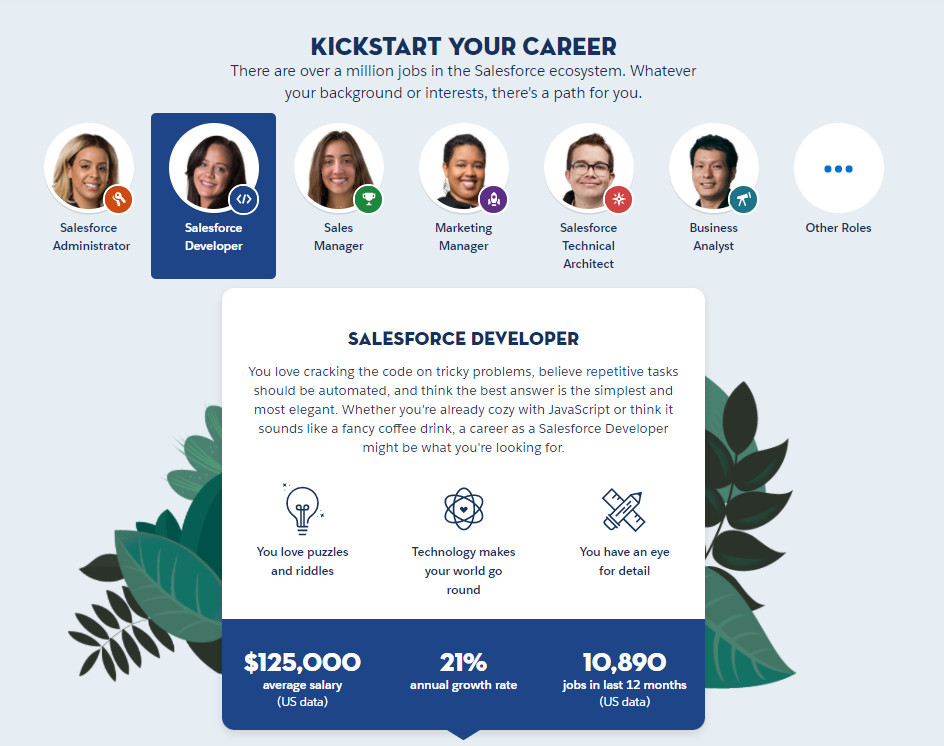 KICKSTART YOUR CAREER
There are over a million jobs in the Salesforce ecosystem. Whatever
your background or interests, there's a path for you.
Salesforce
Administrator
</>
Salesforce
Developer
Sales
Manager
Marketing
Manager
Salesforce
Technical
Architect
Business
Analyst
Other Roles
SALESFORCE DEVELOPER
You love cracking the code on tricky problems, believe repetitive tasks
should be automated, and think the best answer is the simplest and
most elegant. Whether you're already cozy with JavaScript or think it
sounds like a fancy coffee drink, a career as a Salesforce Developer
might be what you're looking for.
You love puzzles
and riddles
Technology makes
your world go
round
You have an eye
for detail
$125,000
average salary
(US data)
21%
annual growth rate
10,890
jobs in last 12 months
(US data)